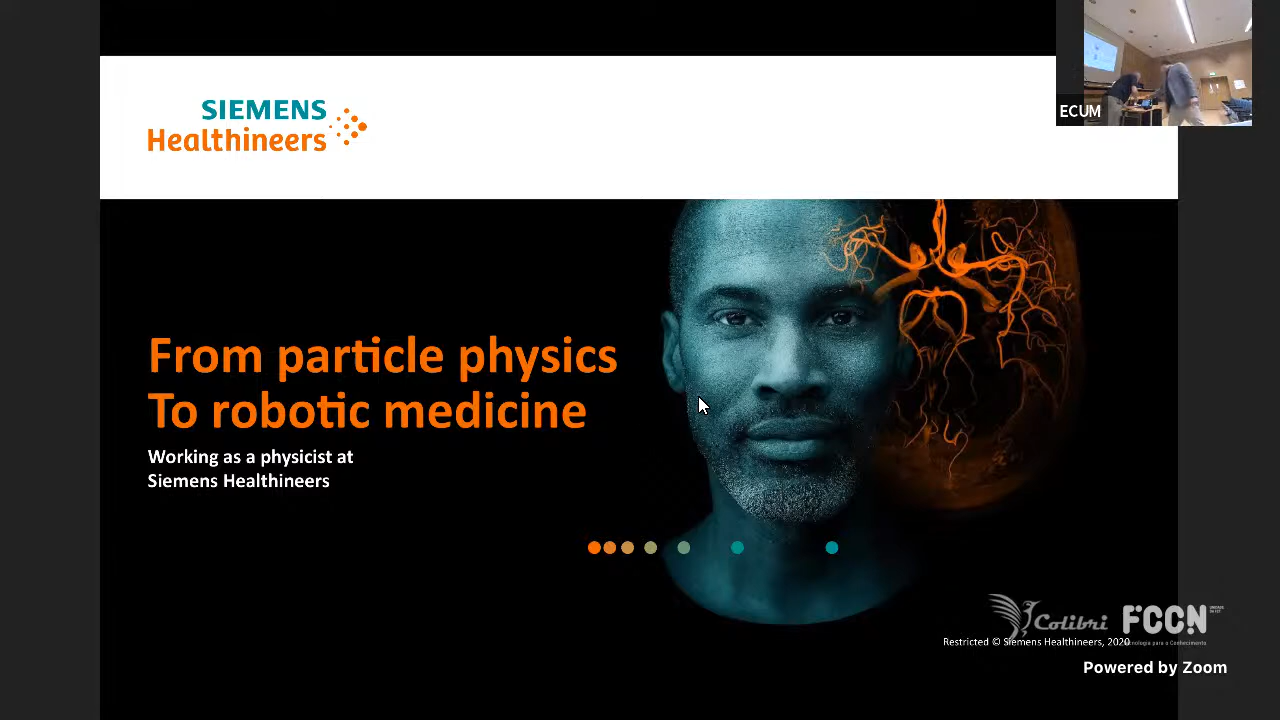 SIEMENS
Healthineers
ECUM
From particle physics
To robotic medicine
Working as a physicist at
Siemens Healthineers
Colibri FCCN
Restricted © Siemens Healthineers, 2020
Powered by Zoom